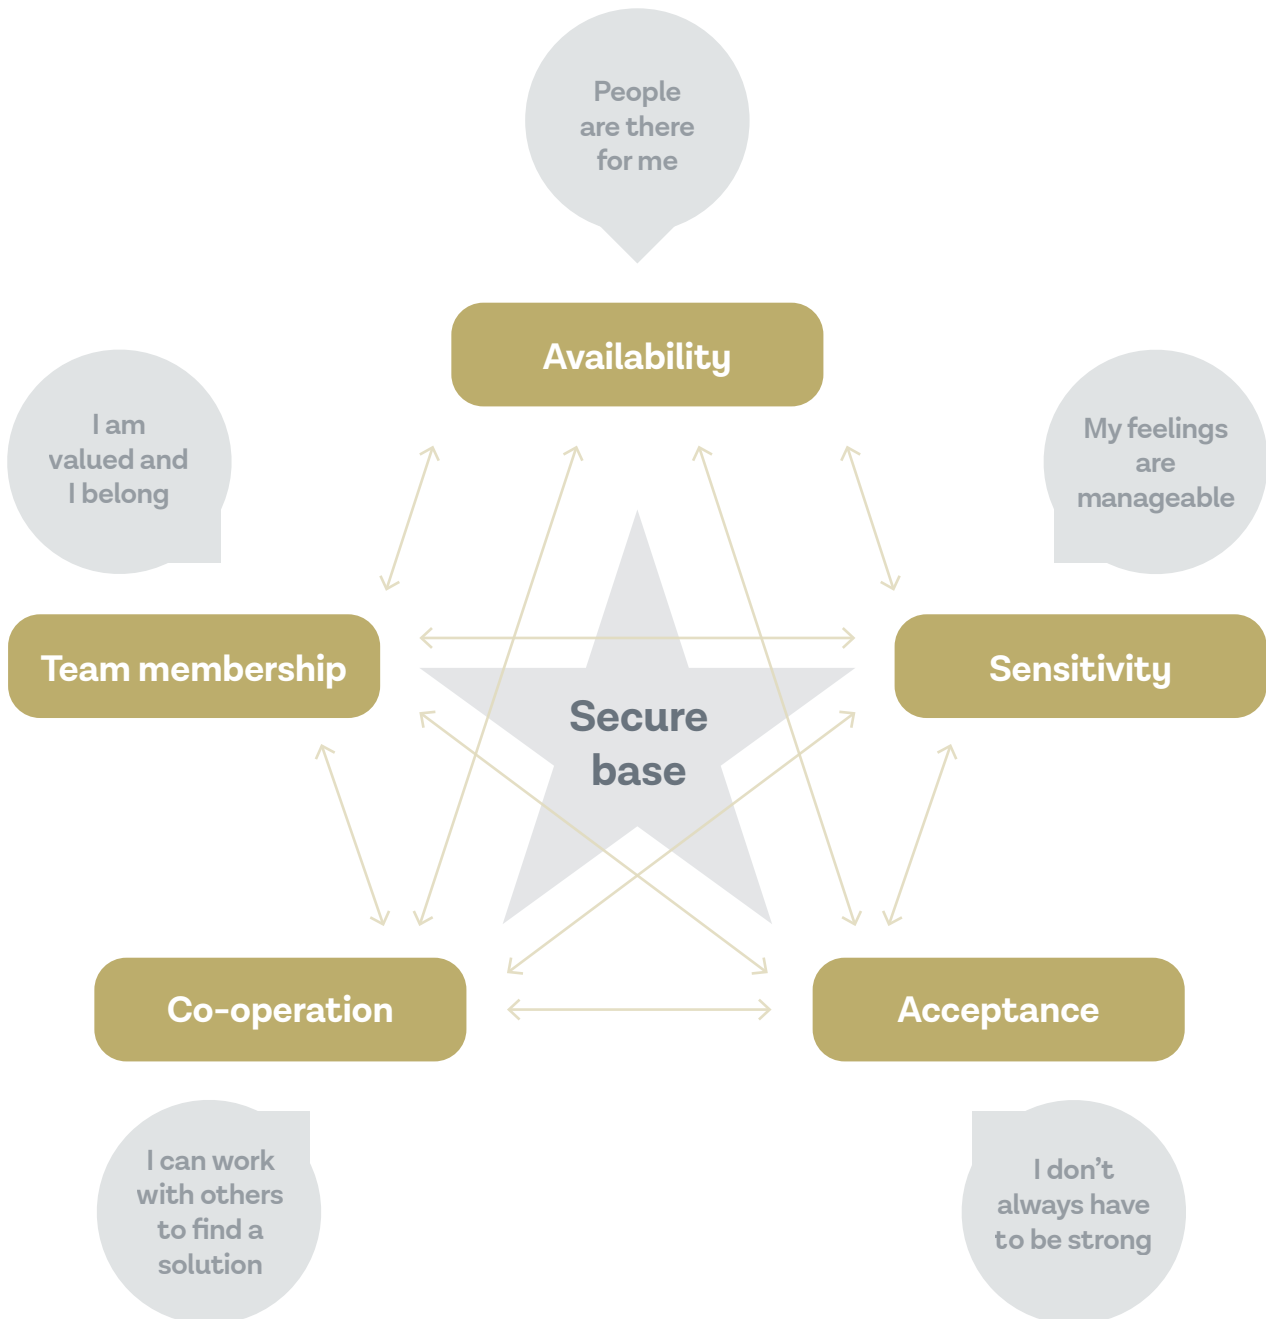 People
are there
for me
Availability
I am
valued and
I belong
My feelings
are
manageable
Team membership
Sensitivity
Secure
base
Co-operation
Acceptance
I can work
with others
to find a
solution
I don’t
always have
to be strong